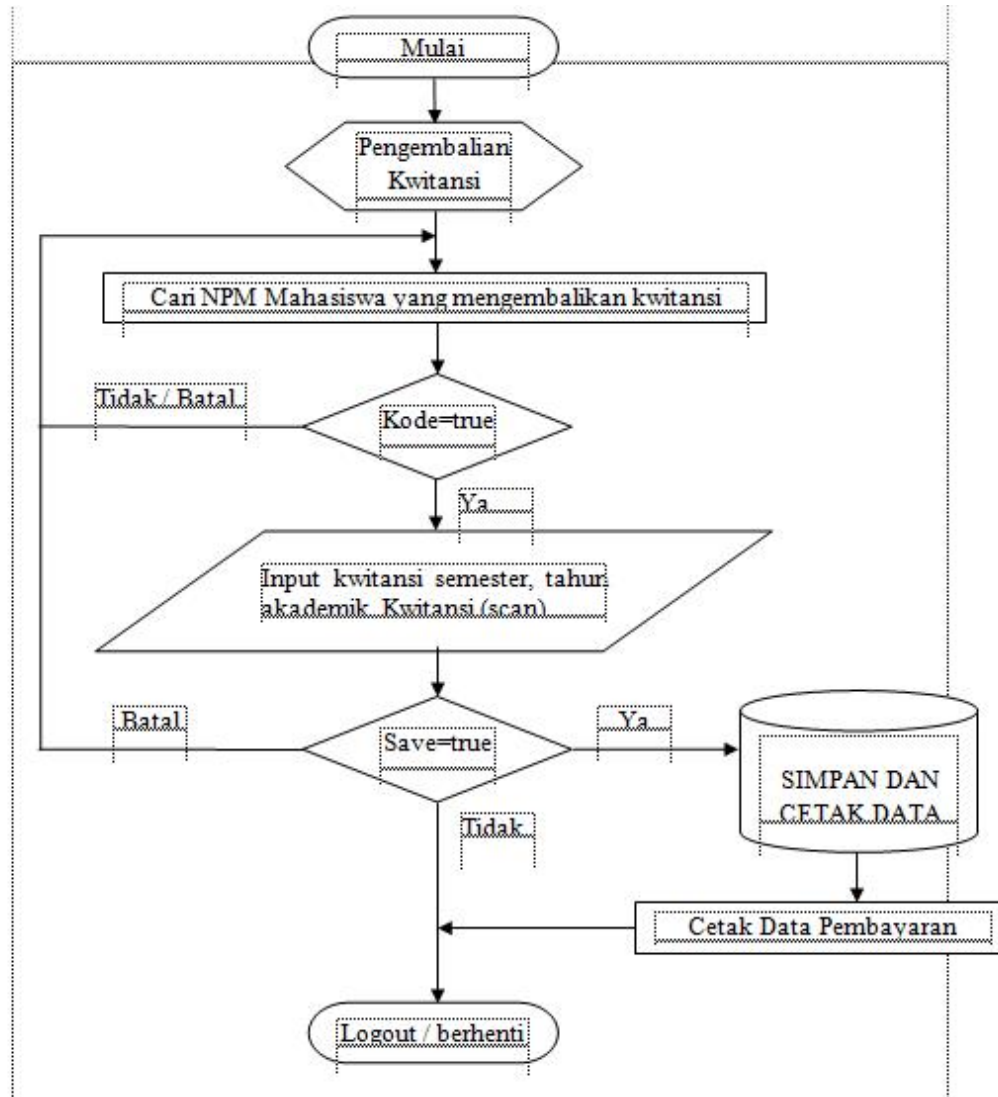 Mulai
Pengembalian
Kwitansi
Cari NPM Mahasiswa yang mengembalikan kwitansi
Tidak / Batal
Kode=true
Ya
Input kwitansi semester, tahun
akademik Kwitansi (scan)
Batal
Save=true
Ya
SIMPAN DAN
CETAK DATA
Tidak
Cetak Data Pembayaran
Logout / berhenti